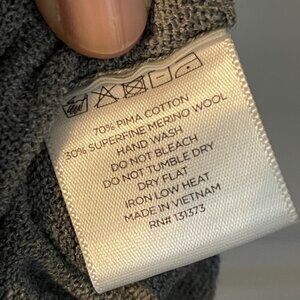 70% PIMA COTTON
30% SUPERFINE MERINO WOOL
HAND WASH
DO NOT BLEACH
DO NOT TUMBLE DRY
DRY FLAT
IRON LOW HEAT
MADE IN VIETNAM
RN# 131373